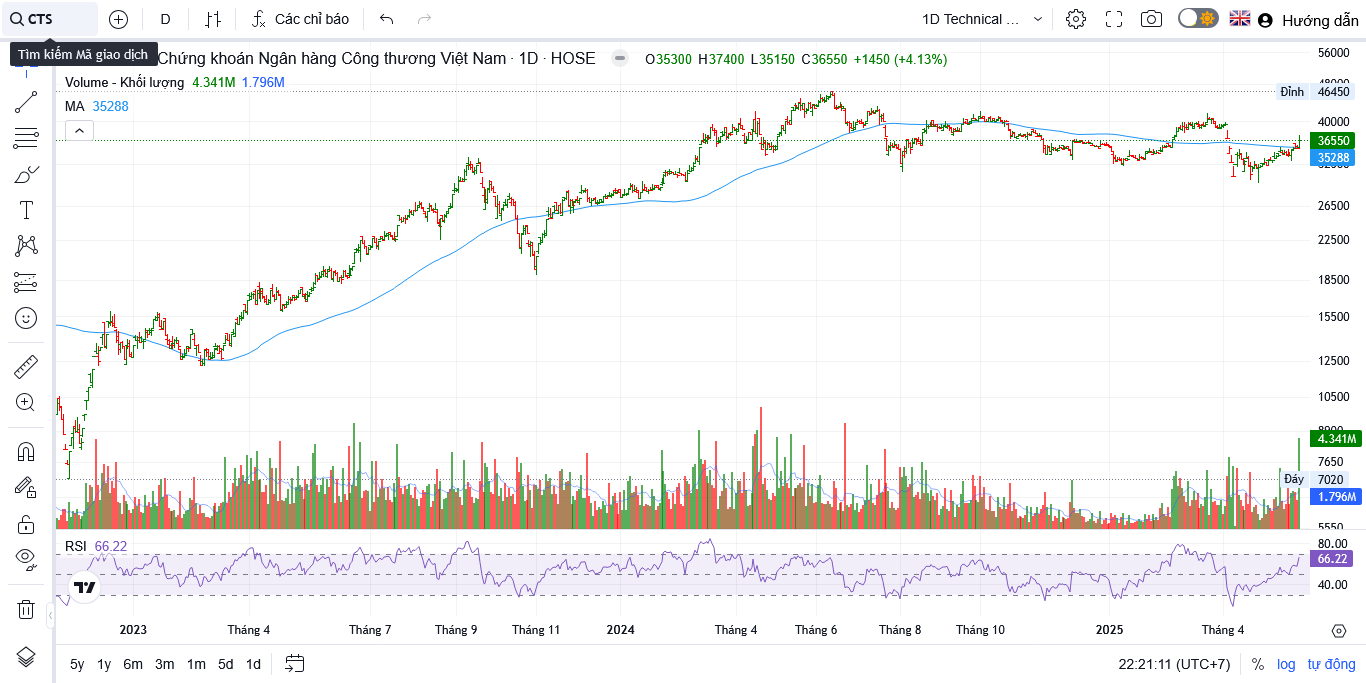 CTS
D
Các chỉ báo
1D Technical ...
Hướng dẫn
Tìm kiếm Mã giao dịch
Chứng khoán Ngân hàng Công thương Việt Nam · 1D · HOSE
O35300 H37400 L35150 C36550 +1450 (+4.13%)
Volume - Khối lượng 4.341M 1.796M
MA 35288
56000
48000
Đỉnh 46450
40000
36550
35288
26500
22500
18500
15500
12500
10500
4.341M
7650
Đáy 7020
1.796M
5550
RSI 66.22
80.00
66.22
40.00
2023 Tháng 4 Tháng 7 Tháng 9 Tháng 11 2024 Tháng 4 Tháng 6 Tháng 8 Tháng 10 2025 Tháng 4
5y 1y 6m 3m 1m 5d 1d
22:21:11 (UTC+7) % log tự động